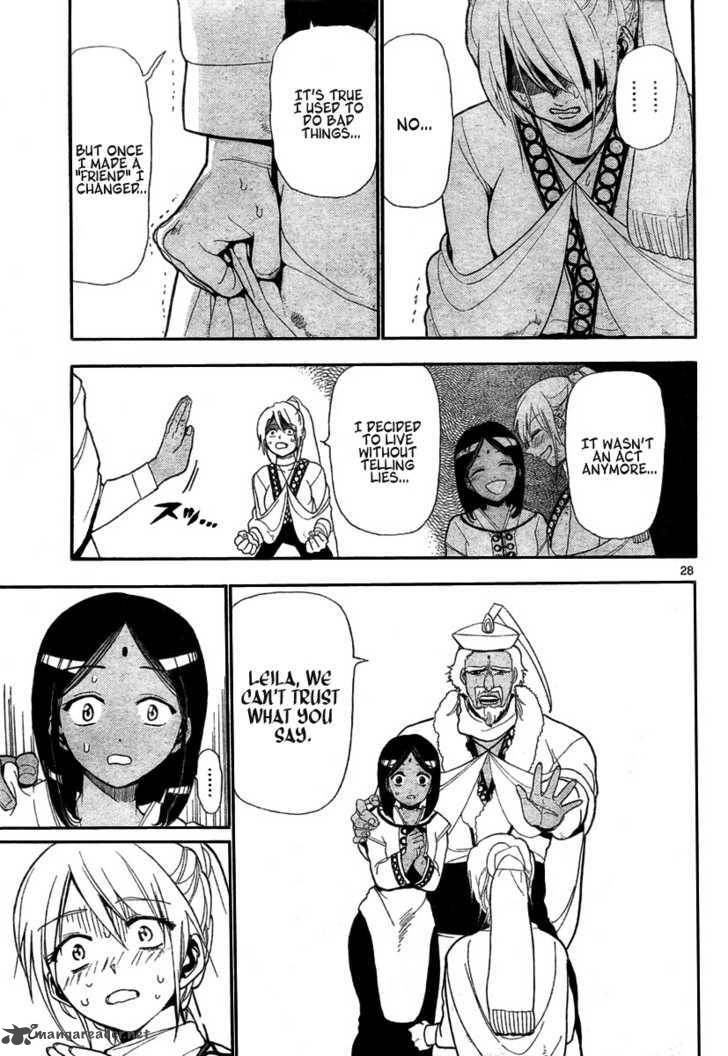 ......
NO...
IT'S TRUE
I USED TO
DO BAD
THINGS...
BUT ONCE
I MADE A
"FRIEND" I
CHANGED...
IT WASN'T
AN ACT
ANYMORE...
I DECIDED
TO LIVE
WITHOUT
TELLING
LIES...
スッ...
28
LEILA, WE
CAN'T TRUST
WHAT YOU
SAY.
......
mangareader.net